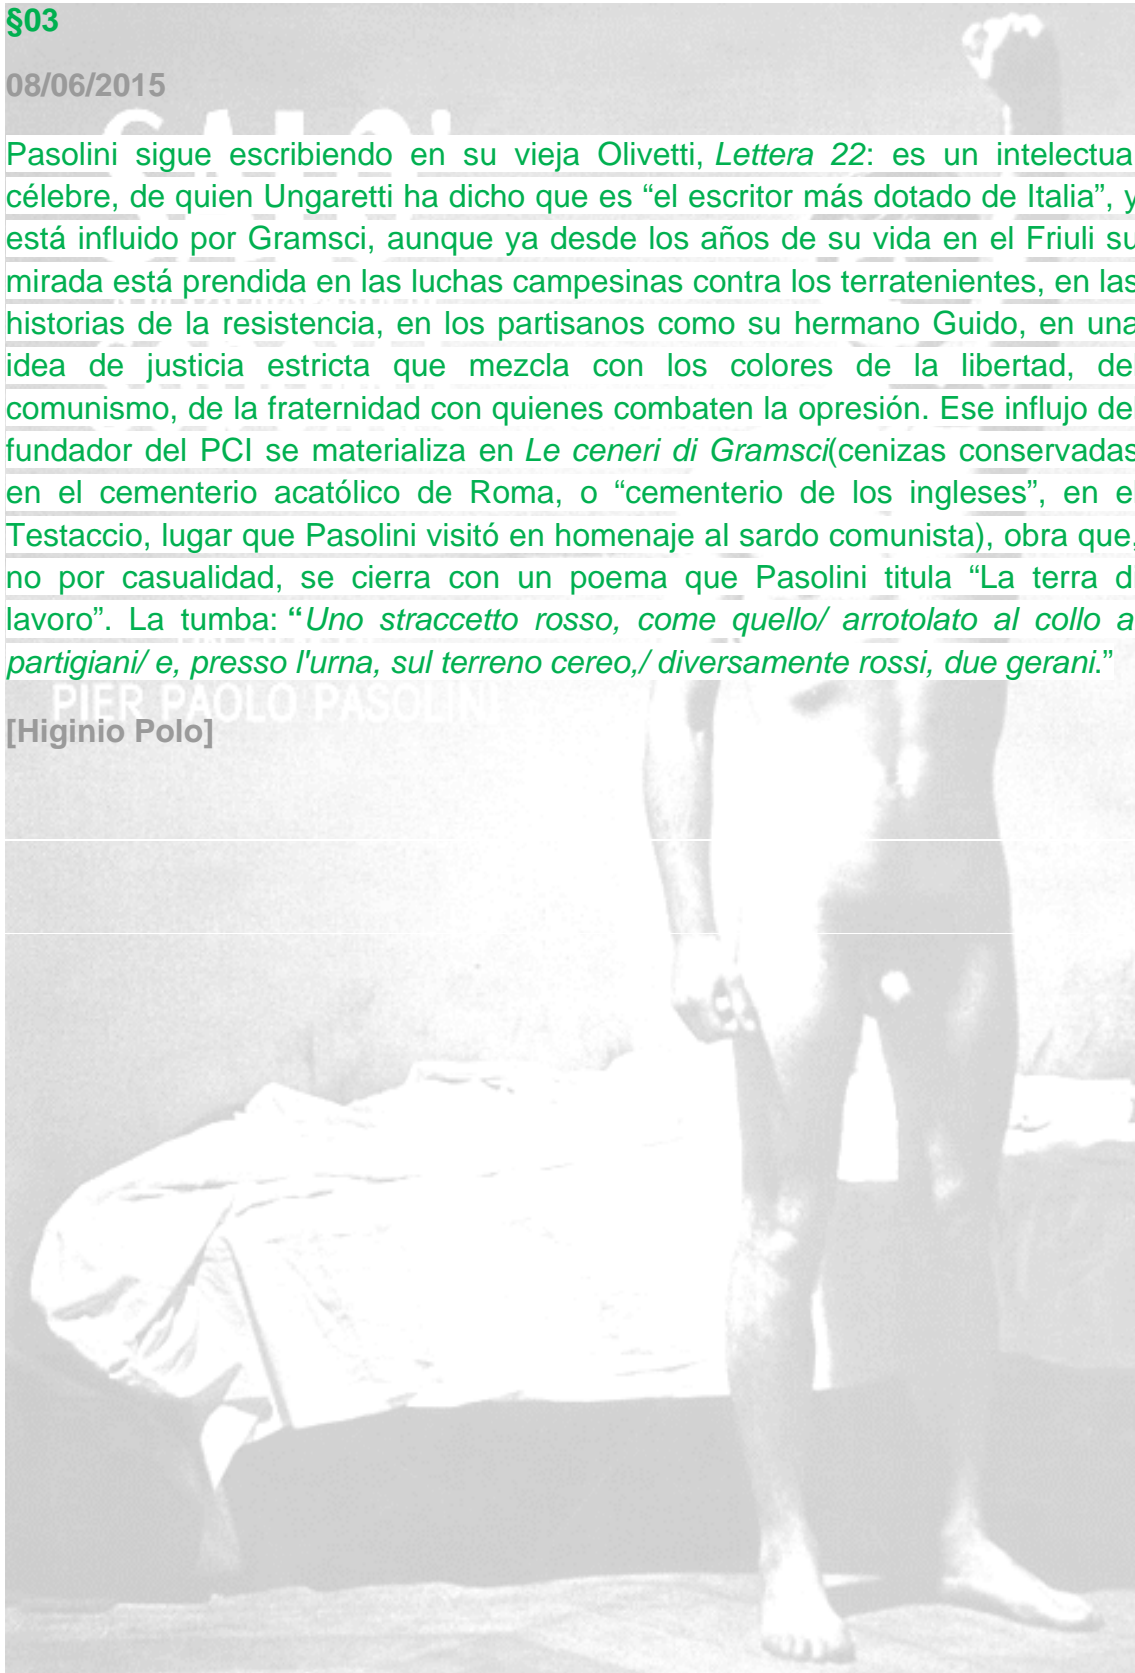 §03
08/06/2015
SALO'
Pasolini sigue escribiendo en su vieja Olivetti, Lettera 22: es un intelectua
célebre, de quien Ungaretti ha dicho que es “el escritor más dotado de Italia”, y
está influido por Gramsci, aunque ya desde los años de su vida en el Friuli su
mirada está prendida en las luchas campesinas contra los terratenientes, en las
historias de la resistencia, en los partisanos como su hermano Guido, en una
idea de justicia estricta que mezcla con los colores de la libertad, de
comunismo, de la fraternidad con quienes combaten la opresión. Ese influjo de
fundador del PCI se materializa en Le ceneri di Gramsci(cenizas conservadas
en el cementerio acatólico de Roma, o “cementerio de los ingleses”, en e
Testaccio, lugar que Pasolini visitó en homenaje al sardo comunista), obra que,
no por casualidad, se cierra con un poema que Pasolini titula “La terra d
lavoro”. La tumba: “Uno straccetto rosso, come quello/ arrotolato al collo a
partigiani/ e, presso l'urna, sul terreno cereo,/ diversamente rossi, due gerani.”
PIER PAOLO PASOLINI
[Higinio Polo]